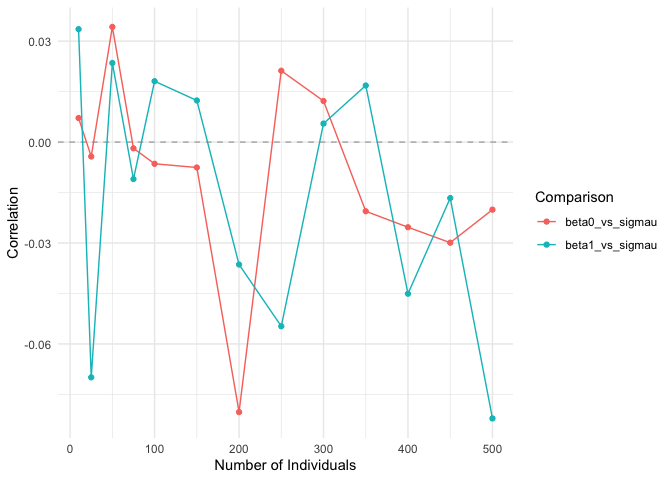 0.03
0.00
-0.03
-0.06
Correlation
0
100
200
300
400
500
Number of Individuals
Comparison
beta0_vs_sigmau
beta1_vs_sigmau